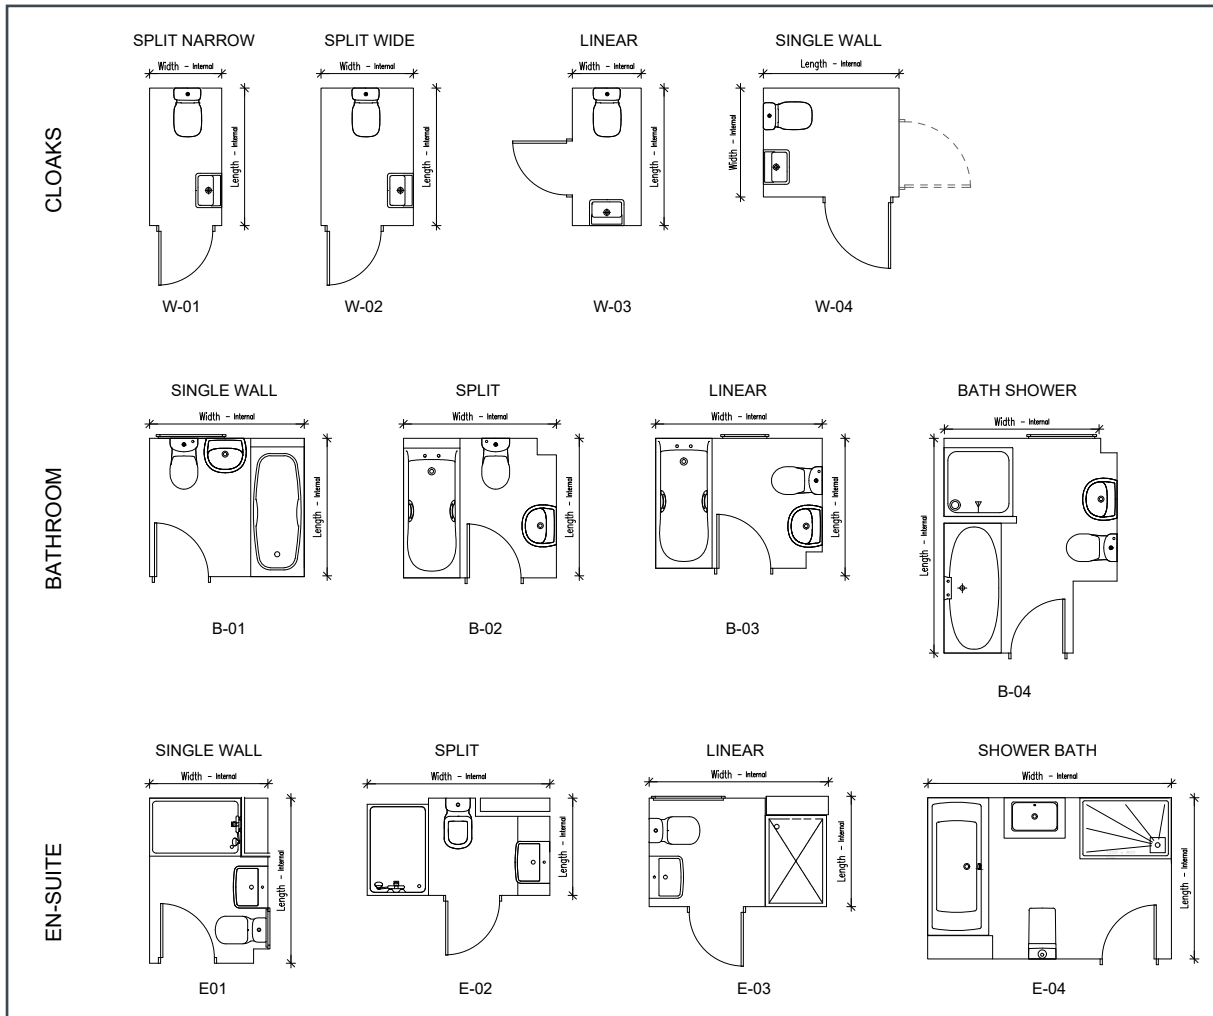 SPLIT NARROW
SPLIT WIDE
LINEAR
SINGLE WALL
Width - Internal
Width - Internal
Width - Internal
Length - Internal
CLOAKS
Length - Internal
Length - Internal
Length - Internal
Width - Internal
W-01
W-02
W-03
W-04
SINGLE WALL
SPLIT
LINEAR
BATH SHOWER
Width - Internal
Width - Internal
Width - Internal
Width - Internal
BATHROOM
Length - Internal
Length - Internal
Length - Internal
Length - Internal
B-01
B-02
B-03
B-04
SINGLE WALL
SPLIT
LINEAR
SHOWER BATH
Width - Internal
Width - Internal
Width - Internal
Width - Internal
EN-SUITE
Length - Internal
Length - Internal
Length - Internal
Length - Internal
E01
E-02
E-03
E-04